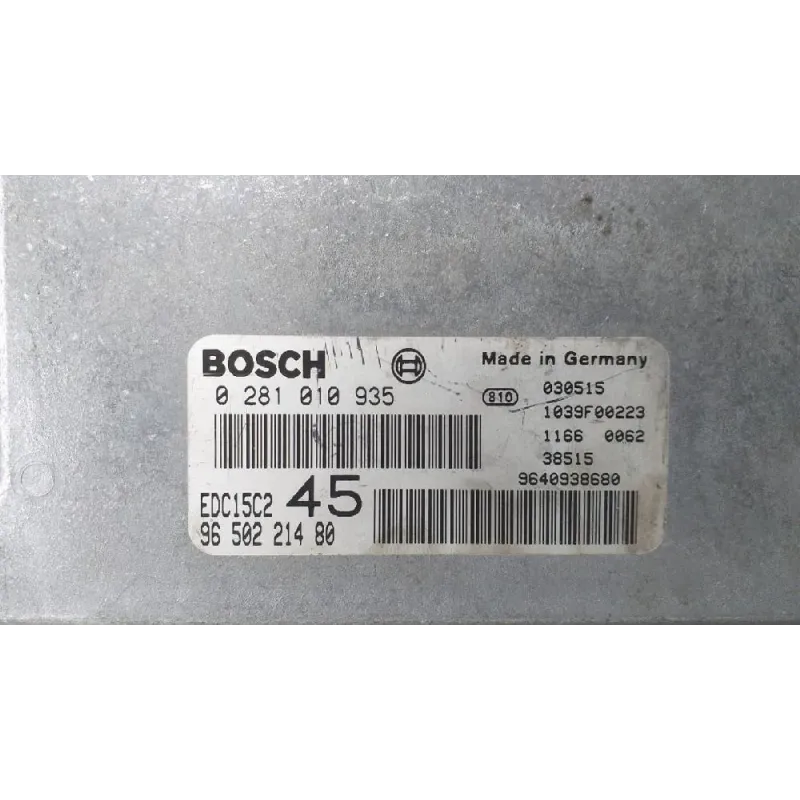 BOSCH
0 281 010 935
EDC15C2 45
96 502 214 80
Made in Germany
810 030515
1039F00223
1166 0062
38515
9640938680